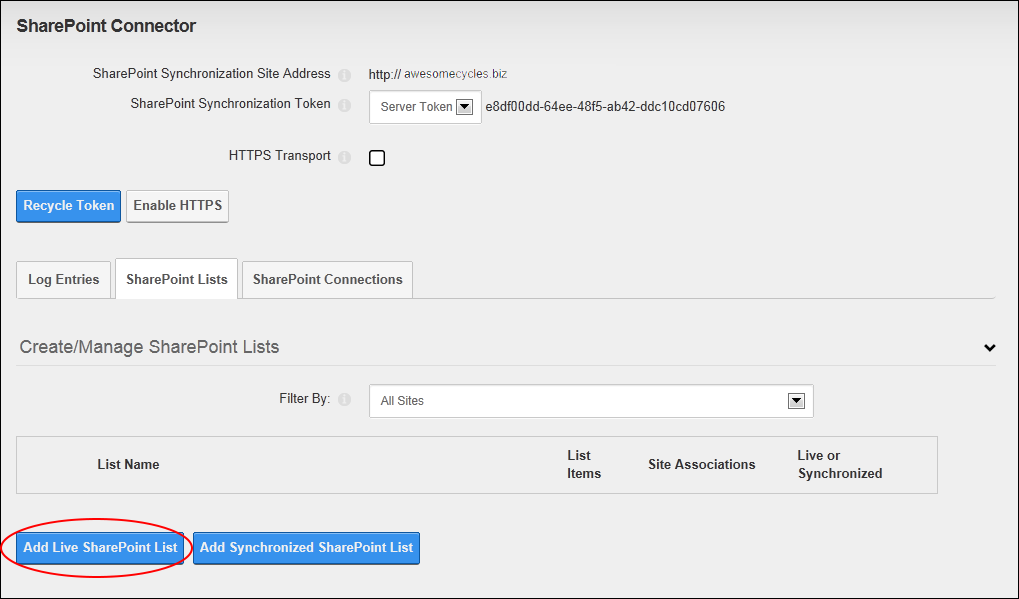 SharePoint Connector
SharePoint Synchronization Site Address http:// awesomecycles.biz
SharePoint Synchronization Token Server Token e8df00dd-64ee-48f5-ab42-ddc10cd07606
HTTPS Transport
Recycle Token Enable HTTPS
Log Entries SharePoint Lists SharePoint Connections
Create/Manage SharePoint Lists
Filter By: All Sites
List Name List Items Site Associations Live or Synchronized
Add Live SharePoint List Add Synchronized SharePoint List